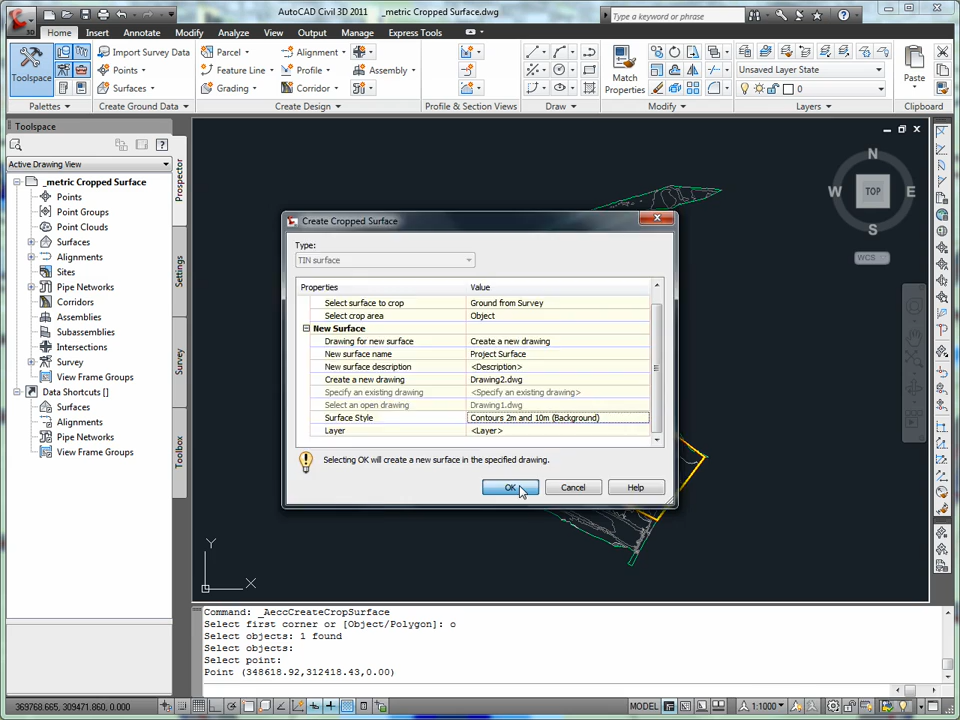 AutoCAD Civil 3D 2011 _metric Cropped Surface.dwg
Type a keyword or phrase
Home Insert Annotate Modify Analyze View Output Manage Express Tools
Toolspace
Import Survey Data
Points
Surfaces
Parcel
Feature Line
Grading
Alignment
Profile
Corridor
Assembly
Match
Properties
Unsaved Layer State
0
Paste
Palettes Create Ground Data Create Design Profile & Section Views Draw Modify Layers Clipboard
Toolspace
Active Drawing View
_metric Cropped Surface
Points
Point Groups
Point Clouds
Surfaces
Alignments
Sites
Pipe Networks
Corridors
Assemblies
Subassemblies
Intersections
Survey
View Frame Groups
Data Shortcuts []
Surfaces
Alignments
Pipe Networks
View Frame Groups
Prospector
Settings
Survey
Toolbox
N
W TOP E
S
WCS
Create Cropped Surface
Type:
TIN surface
Properties Value
Select surface to crop Ground from Survey
Select crop area Object
New Surface
Drawing for new surface Create a new drawing
New surface name Project Surface
New surface description <Description>
Create a new drawing Drawing2.dwg
Specify an existing drawing <Specify an existing drawing>
Select an open drawing Drawing1.dwg
Surface Style Contours 2m and 10m (Background)
Layer <Layer>
Selecting OK will create a new surface in the specified drawing.
OK Cancel Help
Y
X
Command: _AeccCreateCropSurface
Select first corner or [Object/Polygon]: o
Select objects: 1 found
Select objects:
Select point:
Point (348618.92,312418.43,0.00)
369768.665, 309471.860, 0.000
MODEL
1:1000